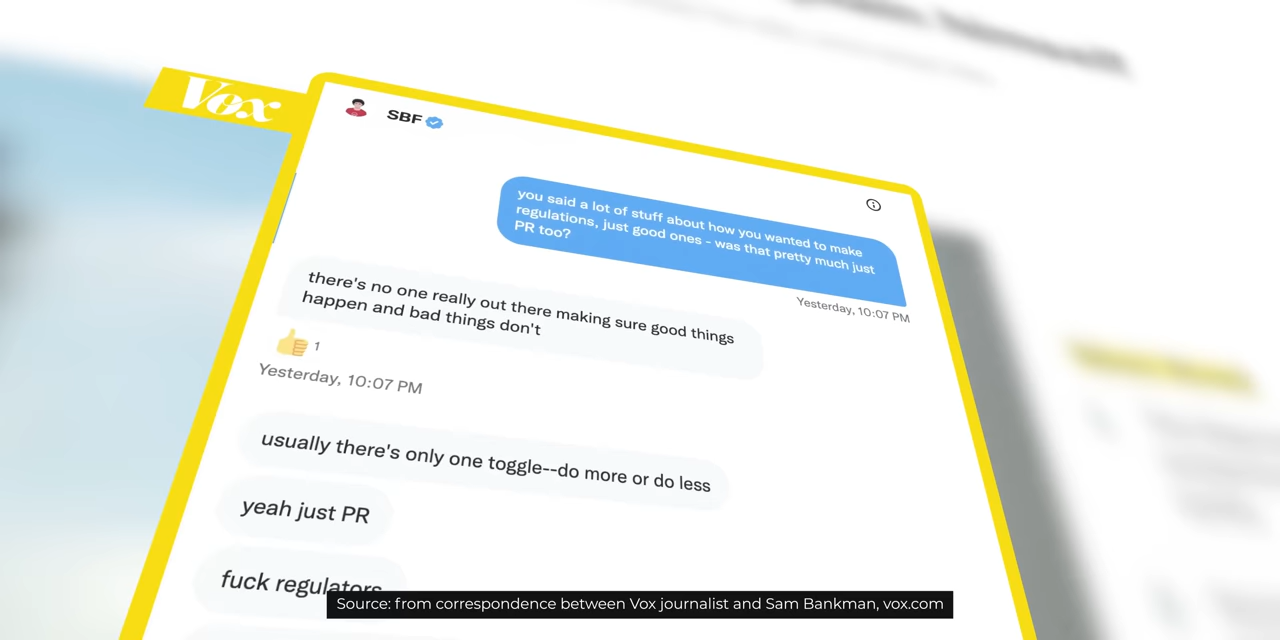 Vox
SBF
you said a lot of stuff about how you wanted to make
regulations, just good ones - was that pretty much just
PR too?
Yesterday, 10:07 PM
there's no one really out there making sure good things
happen and bad things don't
1
Yesterday, 10:07 PM
usually there's only one toggle--do more or do less
yeah just PR
fuck regulators
Source: from correspondence between Vox journalist and Sam Bankman, vox.com